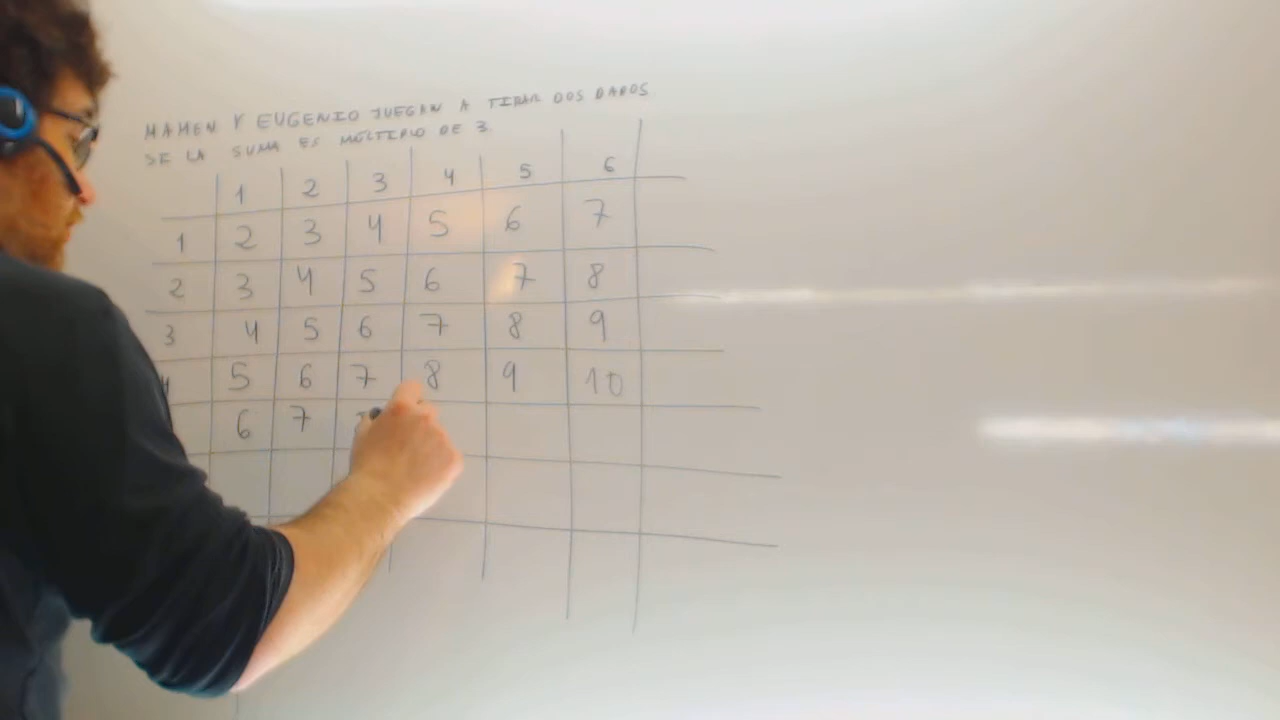 MAMEN Y EUGENIO JUEGAN A TIRAR DOS DADOS
SE LA SUMA ES MÚLTIPLO DE 3.
1 2 3 4 5 6
1 2 3 4 5 6 7
2 3 4 5 6 7 8
3 4 5 6 7 8 9
4 5 6 7 8 9 10
6 7